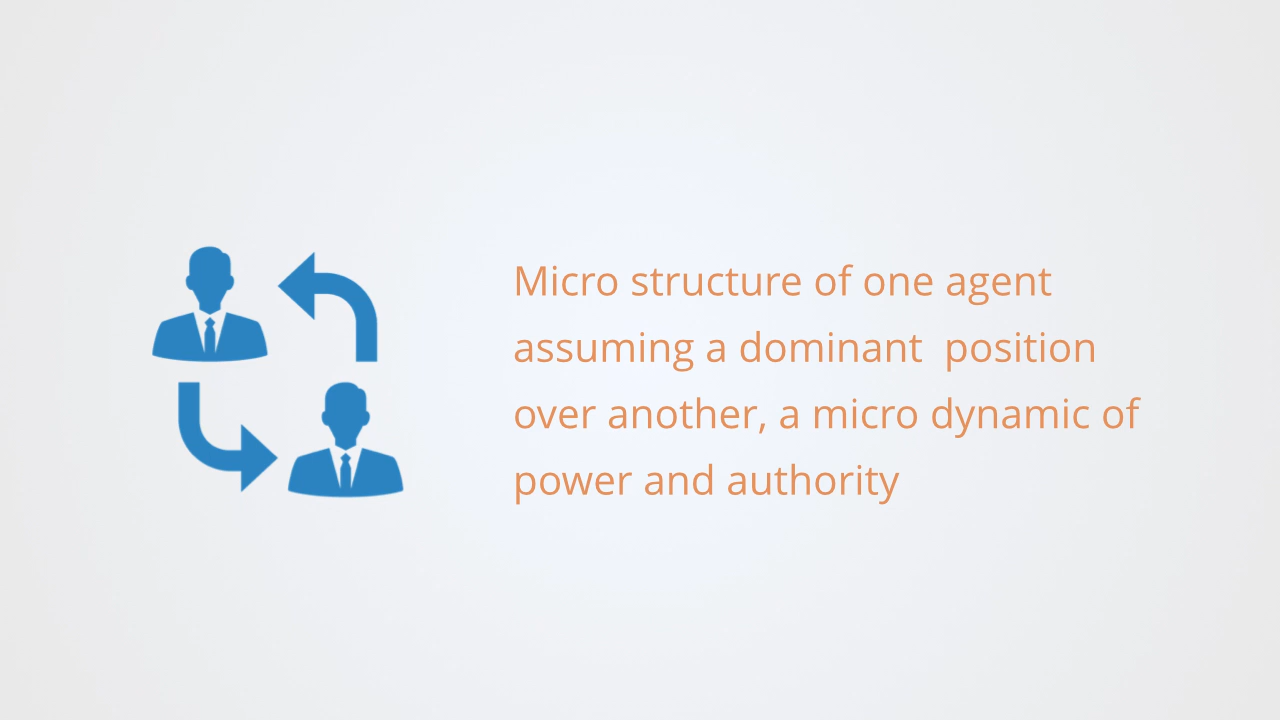 Micro structure of one agent
assuming a dominant  position
over another, a micro dynamic of
power and authority